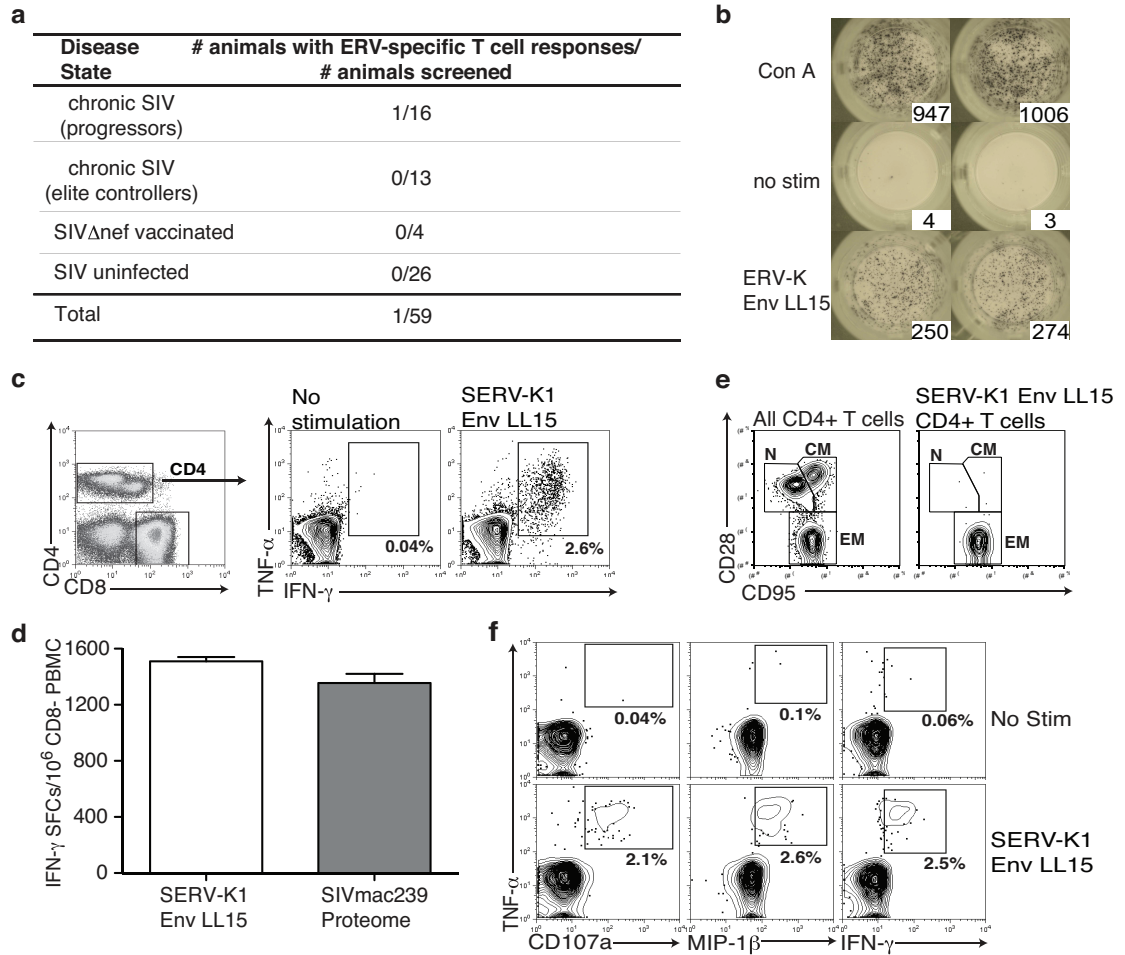 a
Disease State
# animals with ERV-specific T cell responses/
# animals screened
chronic SIV (progressors)
1/16
chronic SIV (elite controllers)
0/13
SIVΔnef vaccinated
0/4
SIV uninfected
0/26
Total
1/59
b
Con A
947
1006
no stim
4
3
ERV-K
Env LL15
250
274
c
CD4
CD4
CD8
No
stimulation
0.04%
SERV-K1
Env LL15
2.6%
TNF-α
IFN-γ
e
All CD4+ T cells
SERV-K1 Env LL15
CD4+ T cells
N
CM
EM
N
CM
EM
CD28
CD95
d
IFN-γ SFCs/10⁶ CD8- PBMC
1600
1200
800
400
0
SERV-K1
Env LL15
SIVmac239
Proteome
f
0.04%
0.1%
0.06%
No Stim
2.1%
2.6%
2.5%
SERV-K1
Env LL15
TNF-α
CD107a
MIP-1β
IFN-γ